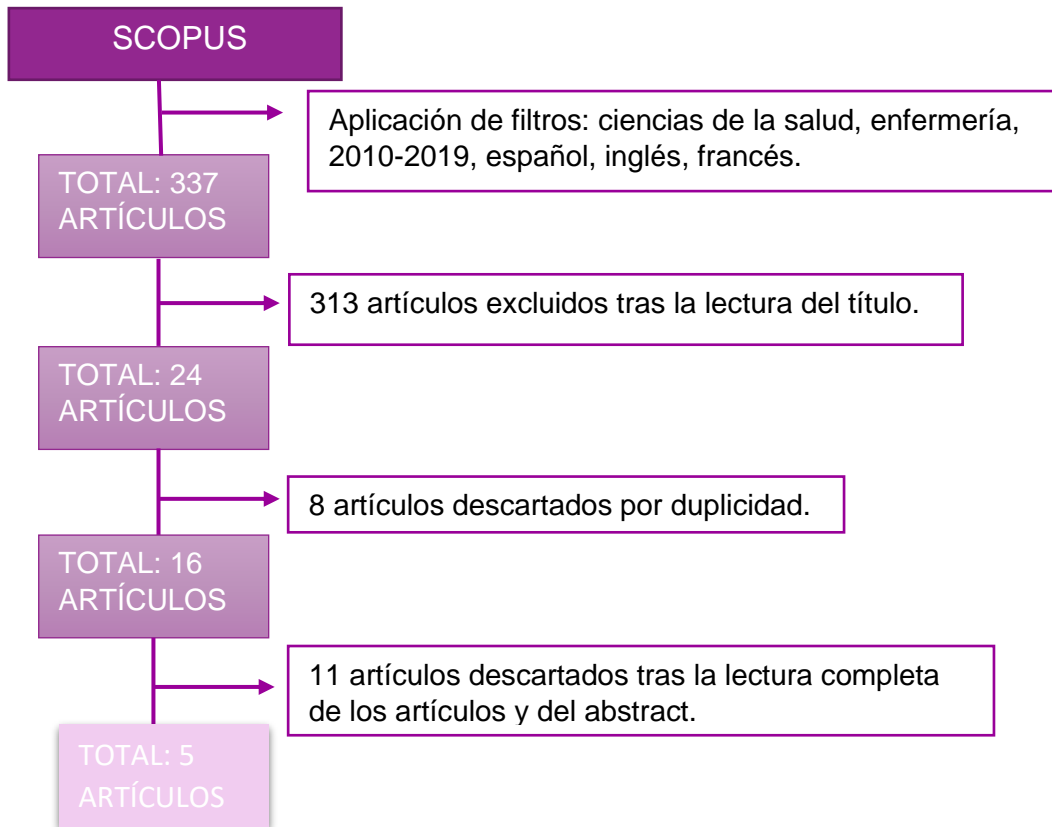 SCOPUS
Aplicación de filtros: ciencias de la salud, enfermería,
2010-2019, español, inglés, francés.
TOTAL: 337
ARTÍCULOS
313 artículos excluidos tras la lectura del título.
TOTAL: 24
ARTÍCULOS
8 artículos descartados por duplicidad.
TOTAL: 16
ARTÍCULOS
11 artículos descartados tras la lectura completa
de los artículos y del abstract.
TOTAL: 5
ARTÍCULOS